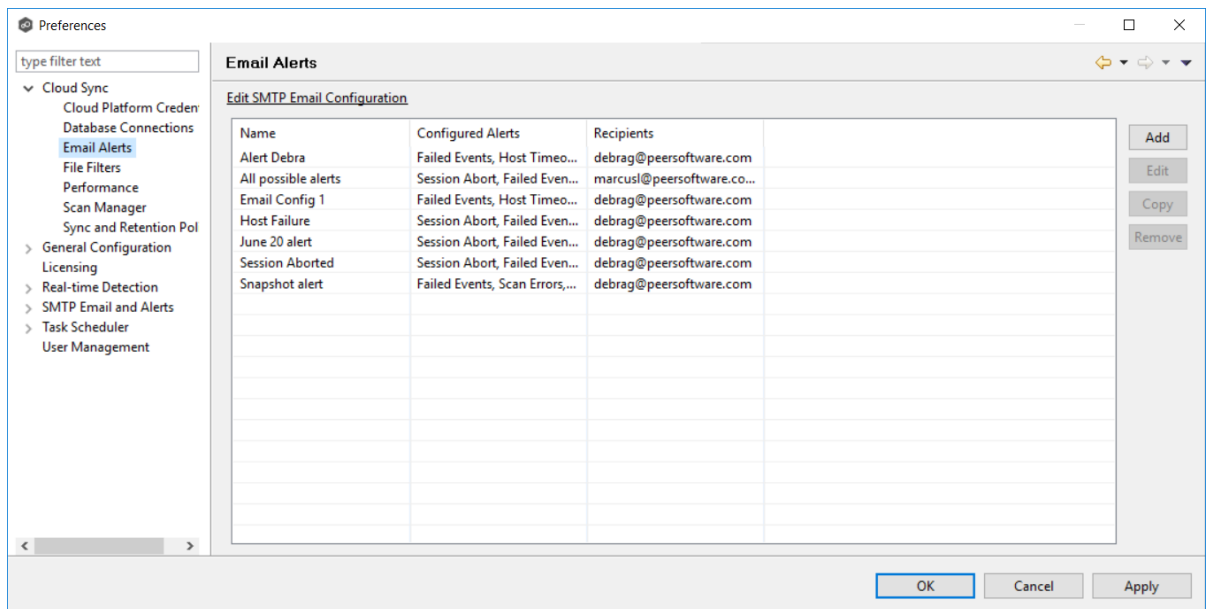 Preferences
type filter text
Cloud Sync
Cloud Platform Creden
Database Connections
Email Alerts
File Filters
Performance
Scan Manager
Sync and Retention Pol
General Configuration
Licensing
Real-time Detection
SMTP Email and Alerts
Task Scheduler
User Management
Email Alerts
Edit SMTP Email Configuration
Name Configured Alerts Recipients
Alert Debra Failed Events, Host Timeo... debrag@peersoftware.com
All possible alerts Session Abort, Failed Even... marcusl@peersoftware.co...
Email Config 1 Failed Events, Host Timeo... debrag@peersoftware.com
Host Failure Session Abort, Failed Even... debrag@peersoftware.com
June 20 alert Session Abort, Failed Even... debrag@peersoftware.com
Session Aborted Session Abort, Failed Even... debrag@peersoftware.com
Snapshot alert Failed Events, Scan Errors,... debrag@peersoftware.com
Add
Edit
Copy
Remove
OK Cancel Apply